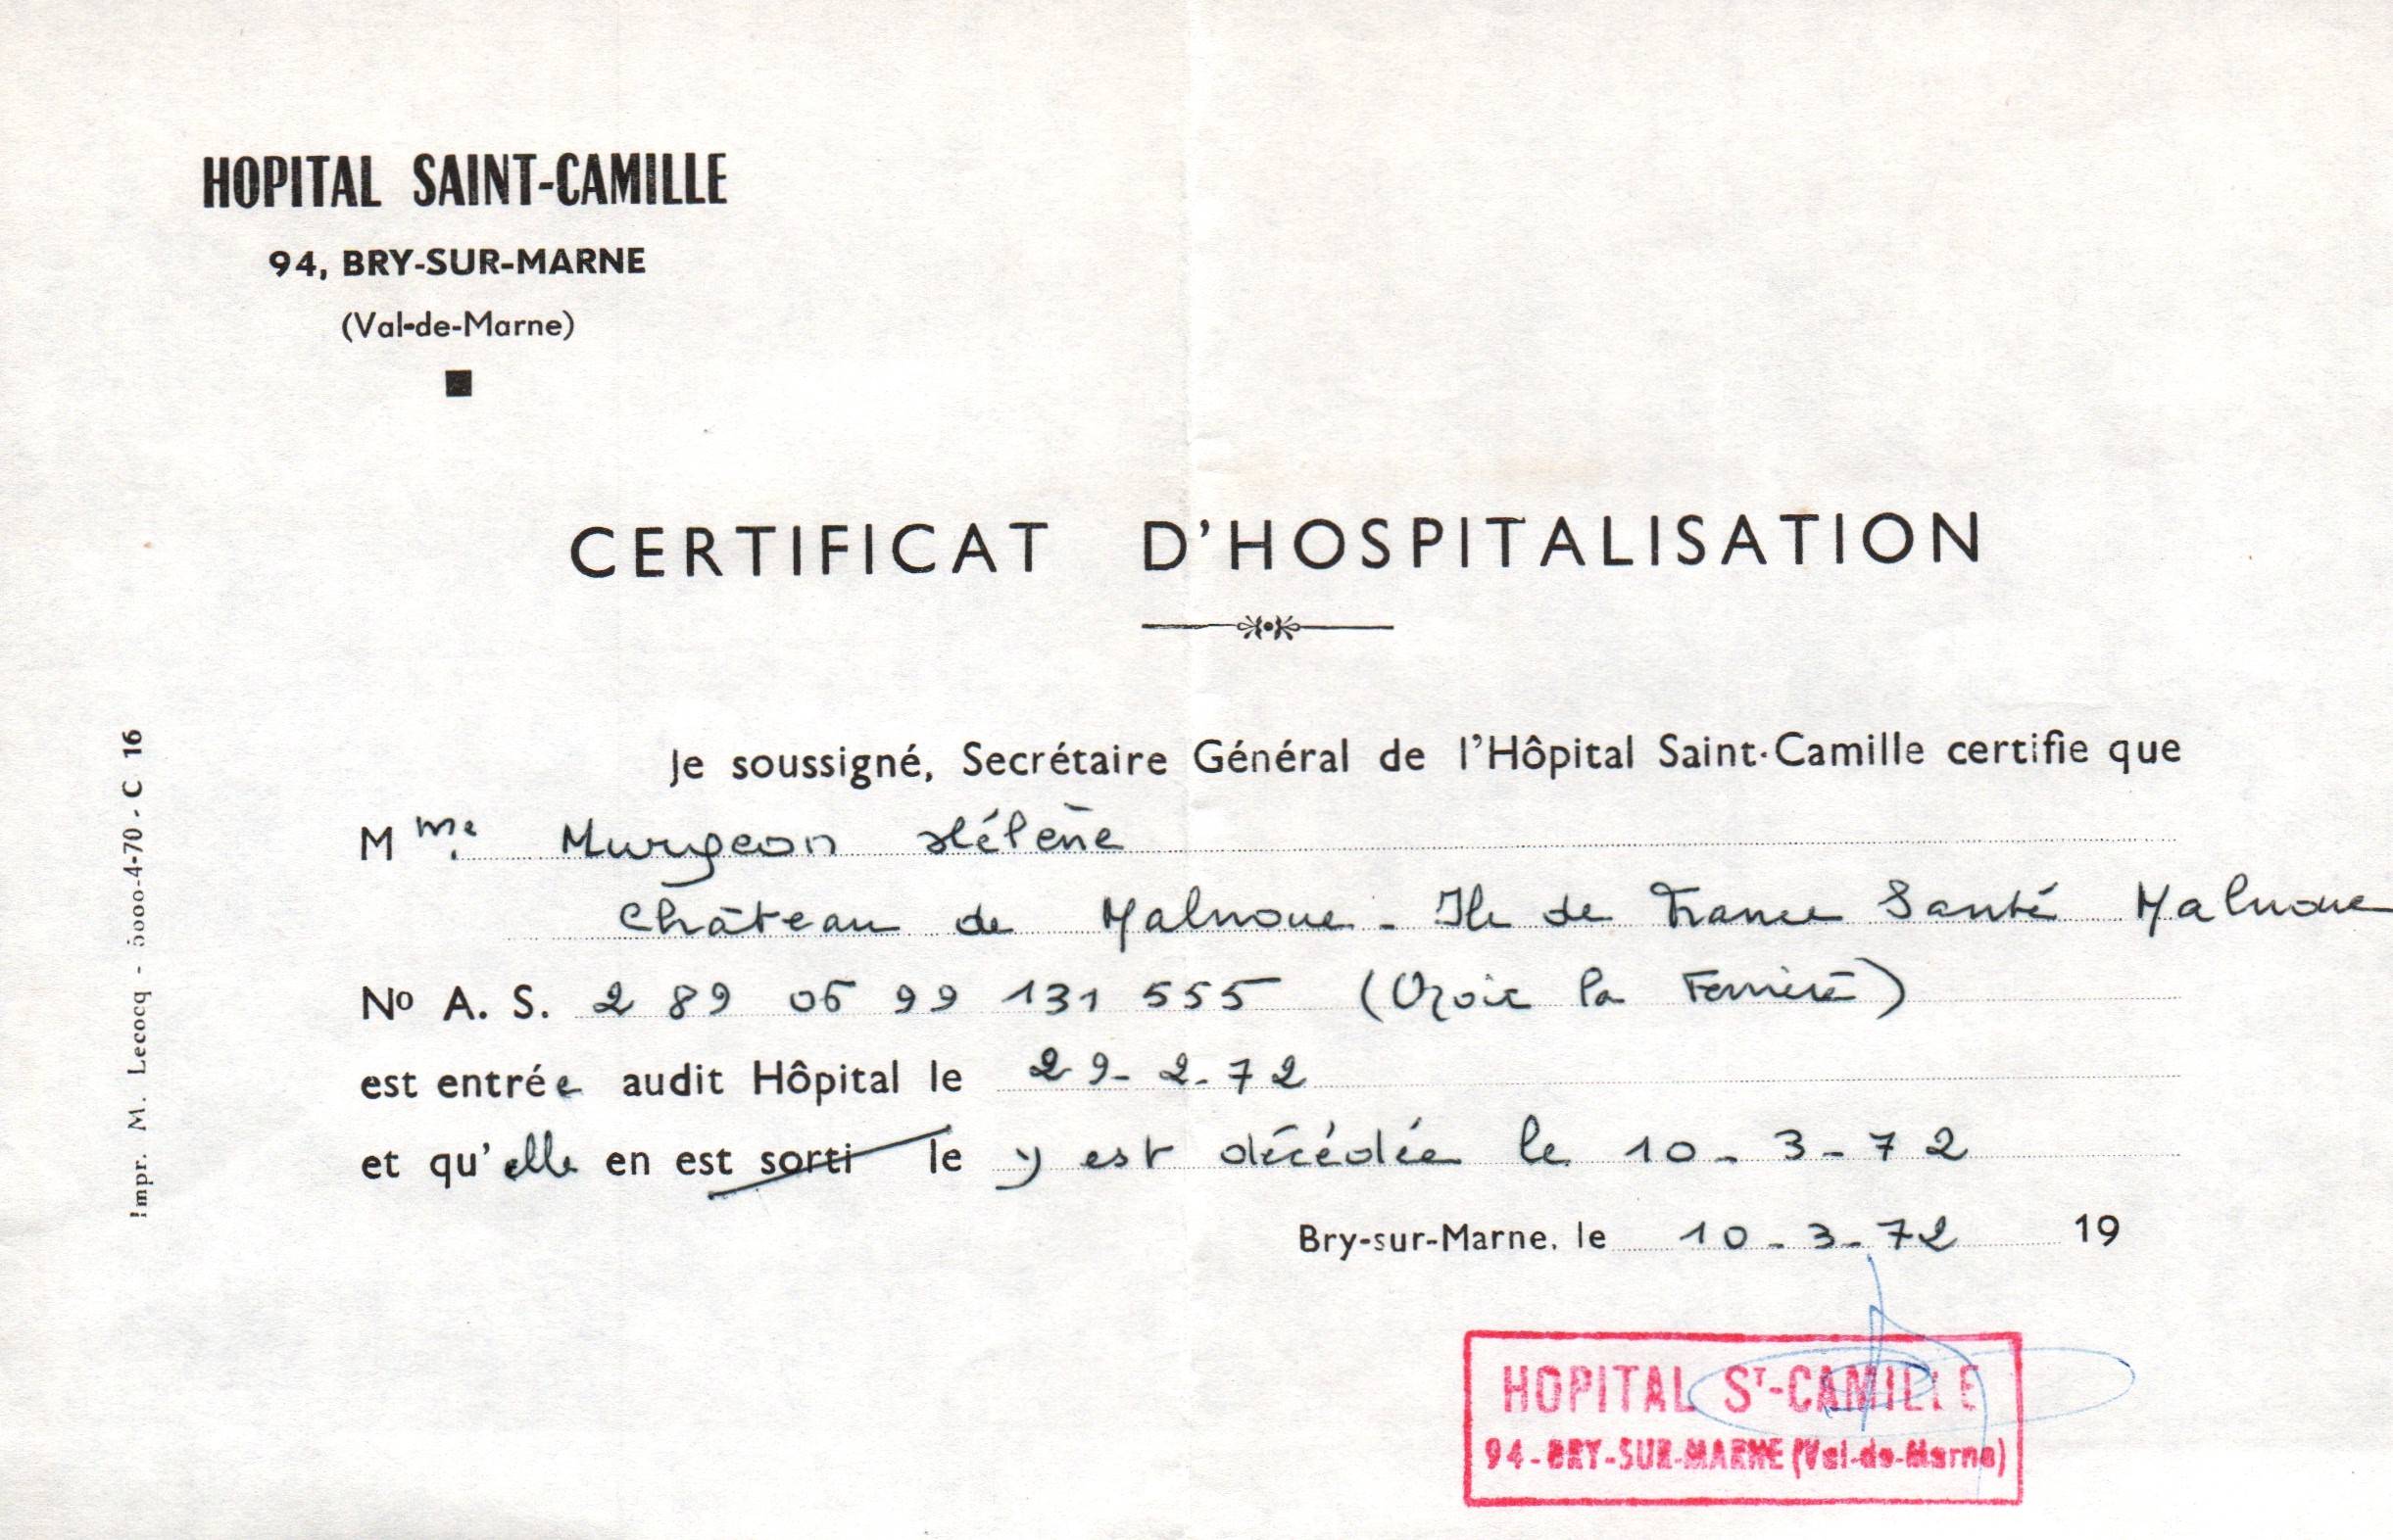 HOPITAL SAINT-CAMILLE
94, BRY-SUR-MARNE
(Val-de-Marne)
CERTIFICAT D'HOSPITALISATION
Je soussigné, Secrétaire Général de l'Hôpital Saint-Camille certifie que
M me. Murgeon Hélène
Château de Malnoue - Ile de France Santé Malnoue
No A. S. 2 89 06 99 131 555 (la
est entrée audit Hôpital le 29-2-72
et qu'elle en est sorti le y est décédée le 10-3-72
Bry-sur-Marne, le 10-3-72 19
HOPITAL ST-CAMILLE
94-BRY-SUR-MARNE (Val-de-Marne)
Impr. M. Lecocq - 5000-4-70 - C 16